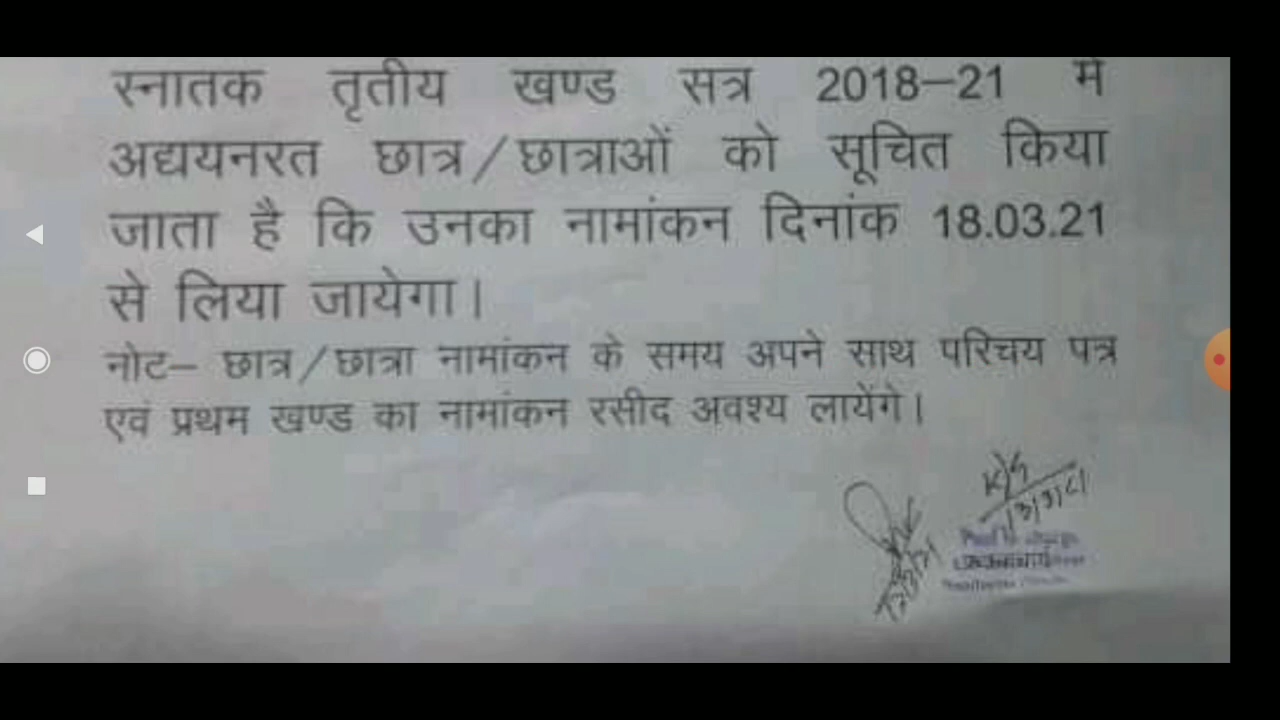 स्नातक तृतीय खण्ड सत्र 2018–21 में
अद्ययनरत छात्र/छात्राओं को सूचित किया
जाता है कि उनका नामांकन दिनांक 18.03.21
से लिया जायेगा।
नोट– छात्र/छात्रा नामांकन के समय अपने साथ परिचय पत्र
एवं प्रथम खण्ड का नामांकन रसीद अवश्य लायेंगे।